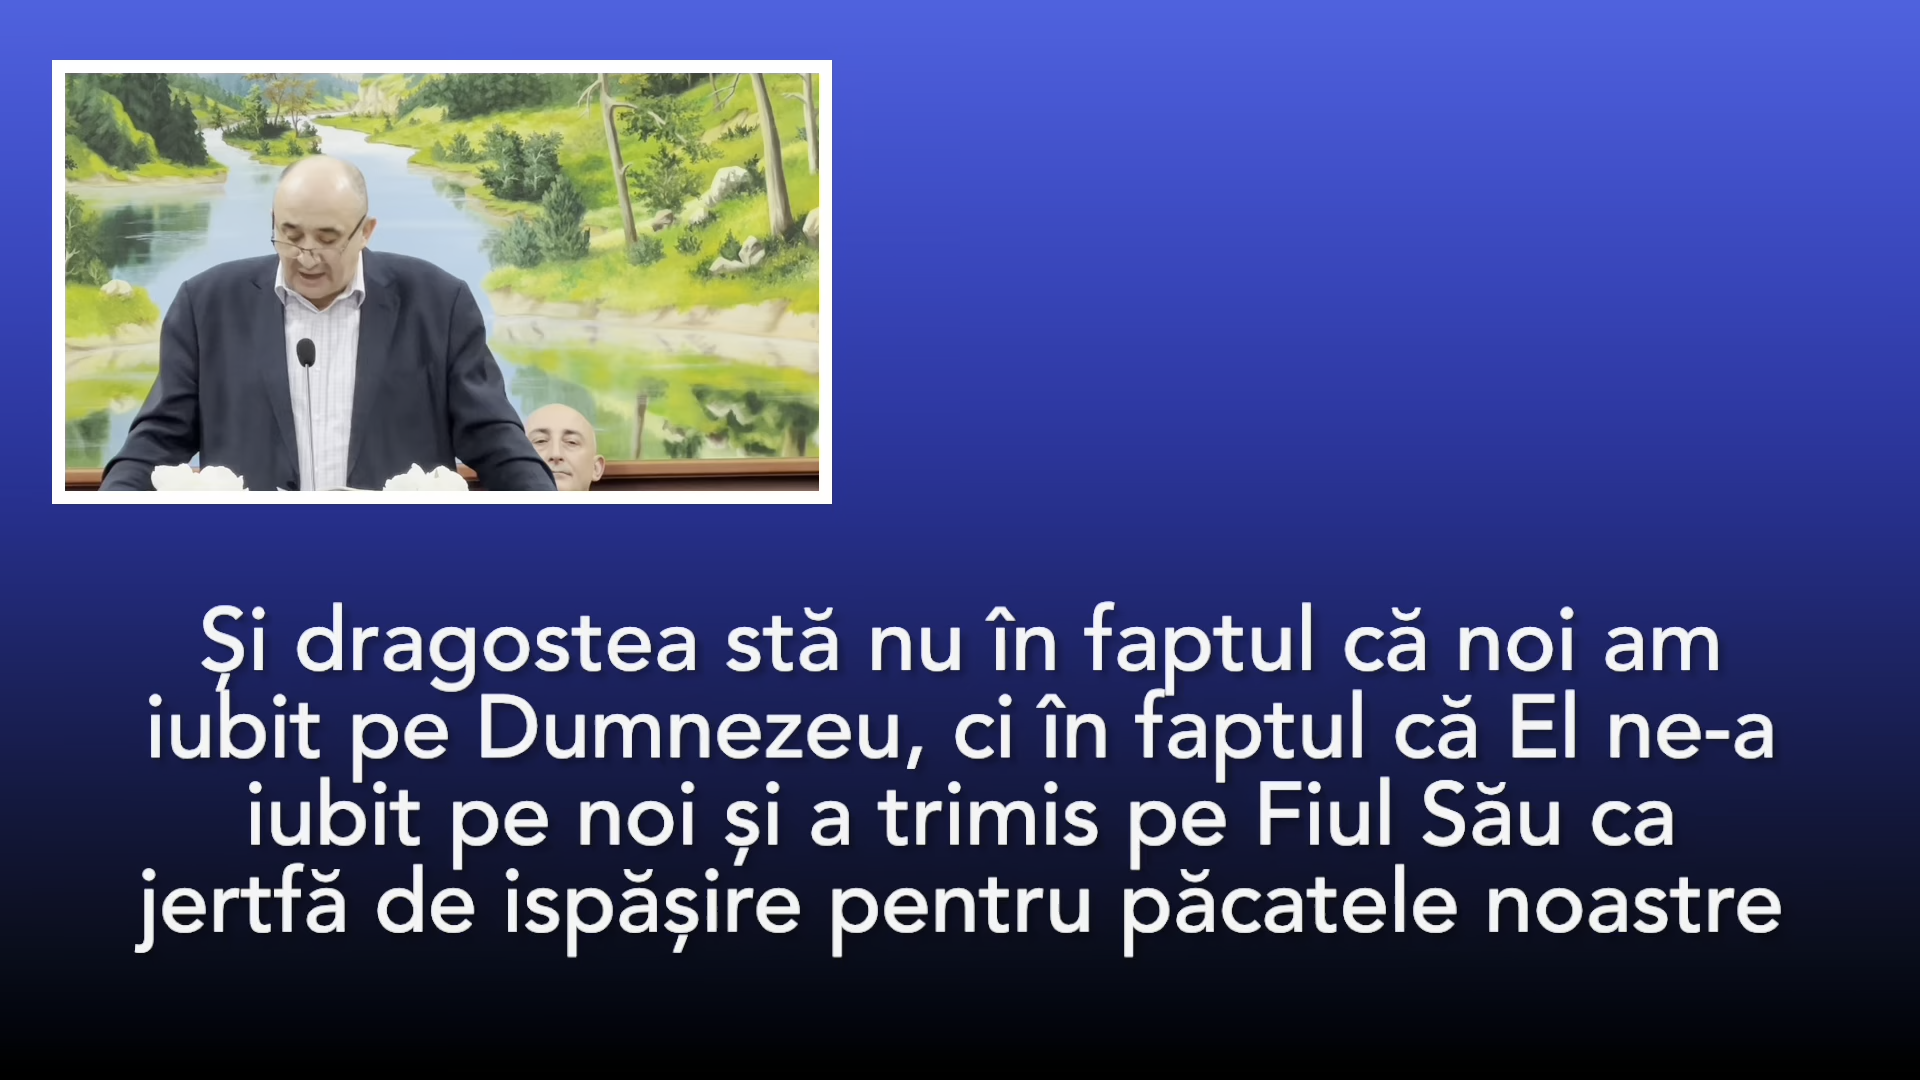 Și dragostea stă nu în faptul că noi am
iubit pe Dumnezeu, ci în faptul că El ne-a
iubit pe noi și a trimis pe Fiul Său ca
jertfă de ispășire pentru păcatele noastre